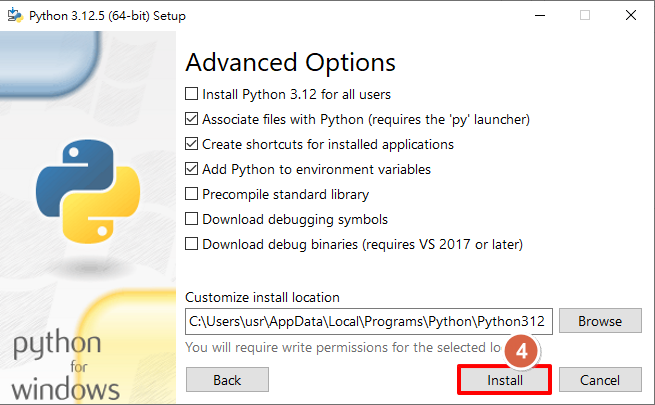 Python 3.12.5 (64-bit) Setup
Advanced Options
Install Python 3.12 for all users
Associate files with Python (requires the 'py' launcher)
Create shortcuts for installed applications
Add Python to environment variables
Precompile standard library
Download debugging symbols
Download debug binaries (requires VS 2017 or later)
Customize install location
C:\Users\usr\AppData\Local\Programs\Python\Python312
Browse
You will require write permissions for the selected
4
python
for
windows
Back
Install
Cancel